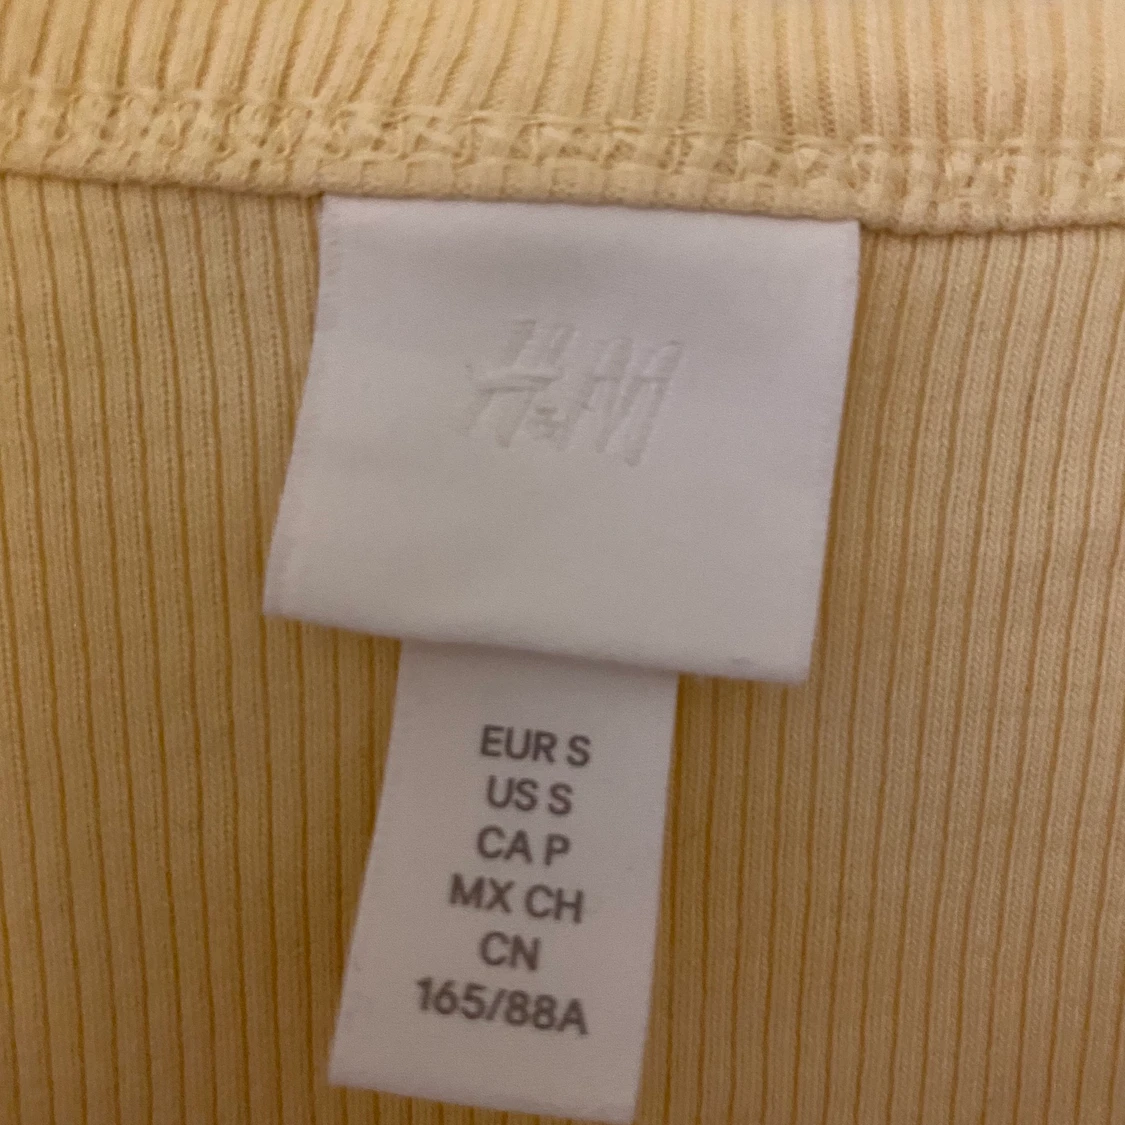 H&M
EUR S
US S
CA P
MX CH
CN
165/88A